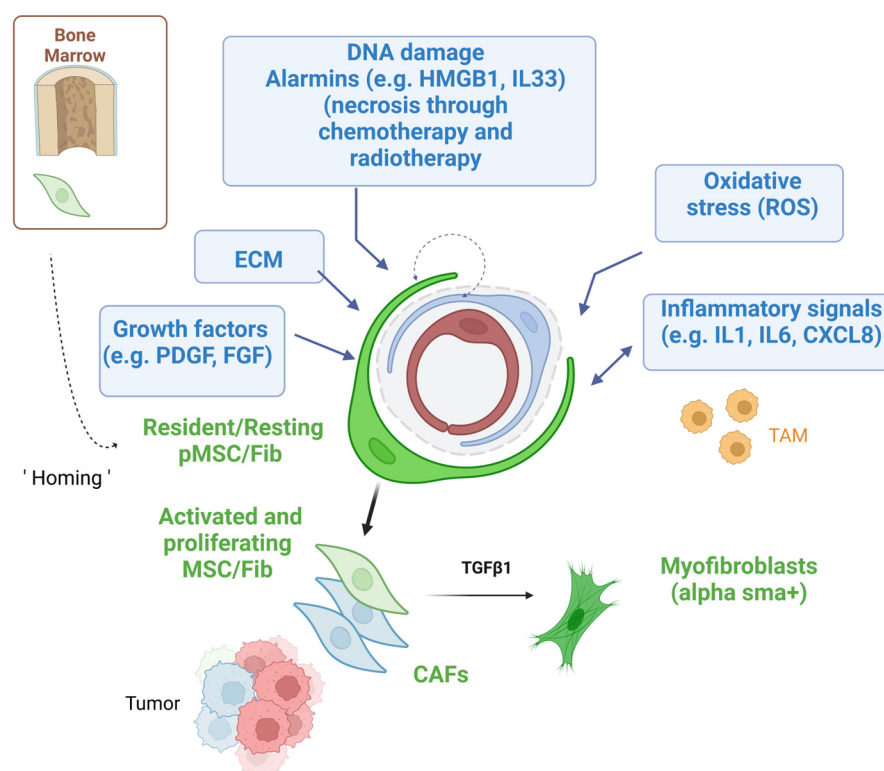 Bone
Marrow
DNA damage
Alarmins (e.g. HMGB1, IL33)
(necrosis through
chemotherapy and
radiotherapy
Oxidative
stress (ROS)
ECM
Growth factors
(e.g. PDGF, FGF)
Inflammatory signals
(e.g. IL1, IL6, CXCL8)
TAM
Resident/Resting
pMSC/Fib
' Homing '
Activated and
proliferating
MSC/Fib
TGFβ1
Myofibroblasts
(alpha sma+)
CAFs
Tumor